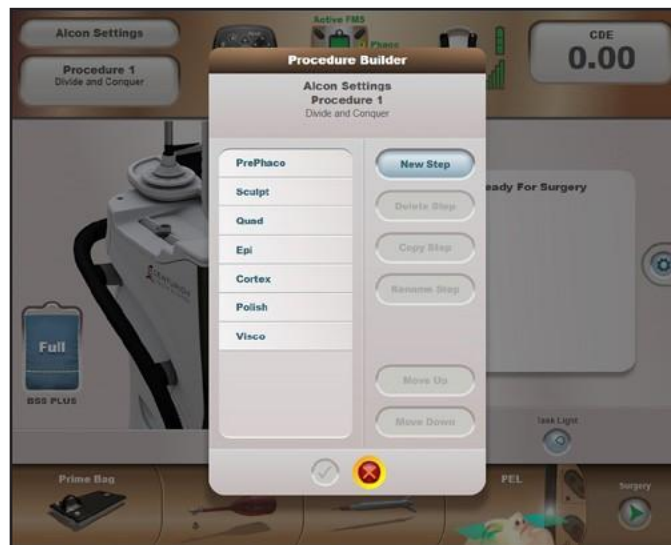 Alcon Settings
Procedure 1
Divide and Conquer
Active FMS
Phaco
CDE
0.00
Procedure Builder
Alcon Settings
Procedure 1
Divide and Conquer
PrePhaco
Sculpt
Quad
Epi
Cortex
Polish
Visco
New Step
Delete Step
Copy Step
Rename Step
Move Up
Move Down
eady For Surgery
CENTURION
Full
BSS PLUS
Task Light
Prime Bag
PEL
Surgery